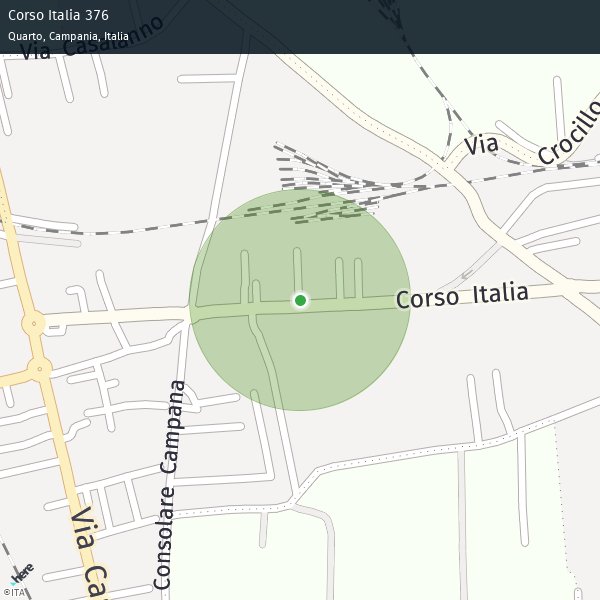 Corso Italia 376
Quarto, Campania, Italia
Via Casalanno
Via
Crocillo
Corso Italia
Consolare Campana
Via Ca
here
©ITA